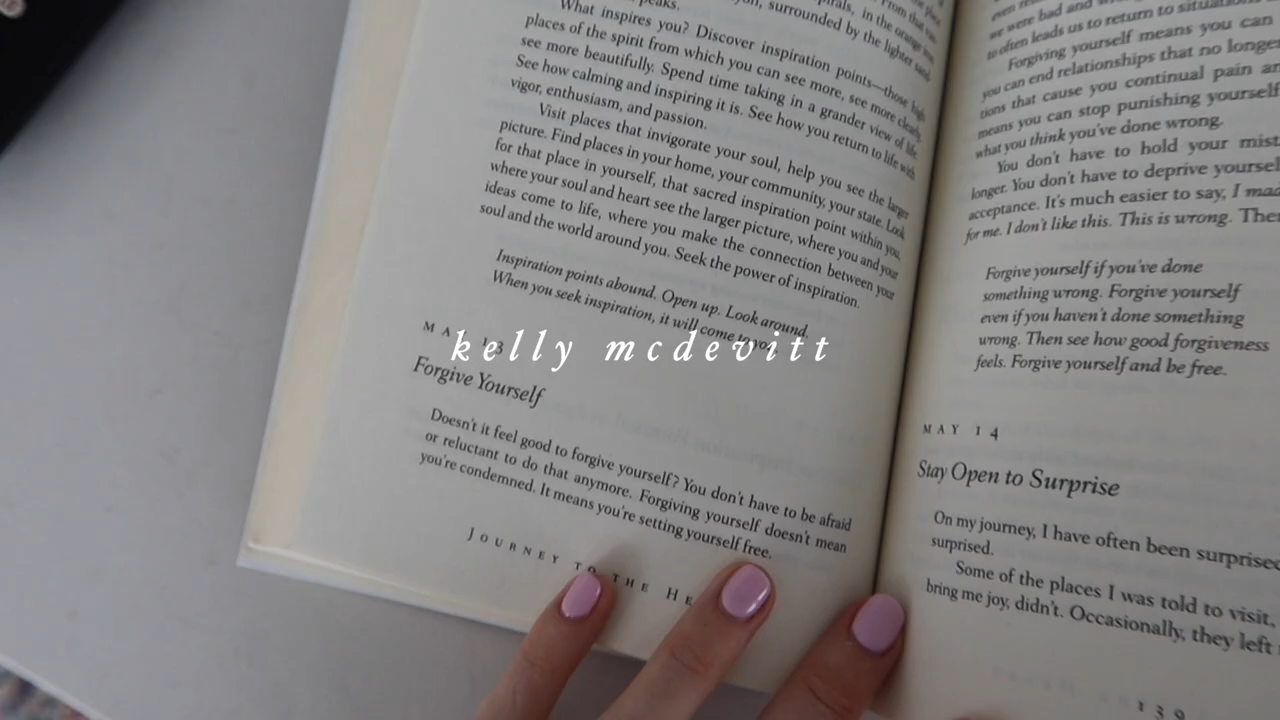 peaks.
surrounded by the lighter sand.
What inspires you? Discover inspiration points—those high
places of the spirit from which you can see more, see more clearly,
see more beautifully. Spend time taking in a grander view of life.
See how calming and inspiring it is. See how you return to life with
vigor, enthusiasm, and passion.
Visit places that invigorate your soul, help you see the larger
picture. Find places in your home, your community, your state. Look
for that place in yourself, that sacred inspiration point within you,
where your soul and heart see the larger picture, where you and your
ideas come to life, where you make the connection between your
soul and the world around you. Seek the power of inspiration.
Inspiration points abound. Open up. Look around.
When you seek inspiration, it will come to you.
MAY 13
Forgive Yourself
Doesn't it feel good to forgive yourself? You don't have to be afraid
or reluctant to do that anymore. Forgiving yourself doesn't mean
you're condemned. It means you're setting yourself free.
JOURNEY TO THE
kelly mcdevitt
we were bad and
to often leads us to return to situations
Forgiving yourself means you can
you can end relationships that no longer
tions that cause you continual pain
means you can stop punishing yourself
what you think you've done wrong.
You don't have to hold your
longer. You don't have to deprive
acceptance. It's much easier to say, I
for me. I don't like this. This is wrong.
Forgive yourself if you've done
something wrong. Forgive yourself
even if you haven't done something
wrong. Then see how good forgiveness
feels. Forgive yourself and be free.
MAY 14
Stay Open to Surprise
On my journey, I have often been surprised
surprised.
Some of the places I was told to visit,
bring me joy, didn't. Occasionally, they left
139